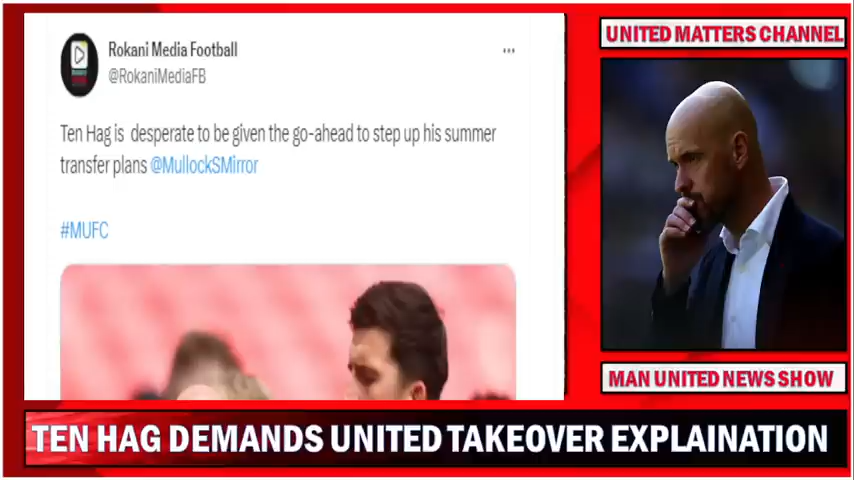 Rokani Media Football
@RokaniMediaFB
Ten Hag is desperate to be given the go-ahead to step up his summer
transfer plans @MullockSMirror
#MUFC
UNITED MATTERS CHANNEL
MAN UNITED NEWS SHOW
TEN HAG DEMANDS UNITED TAKEOVER EXPLAINATION